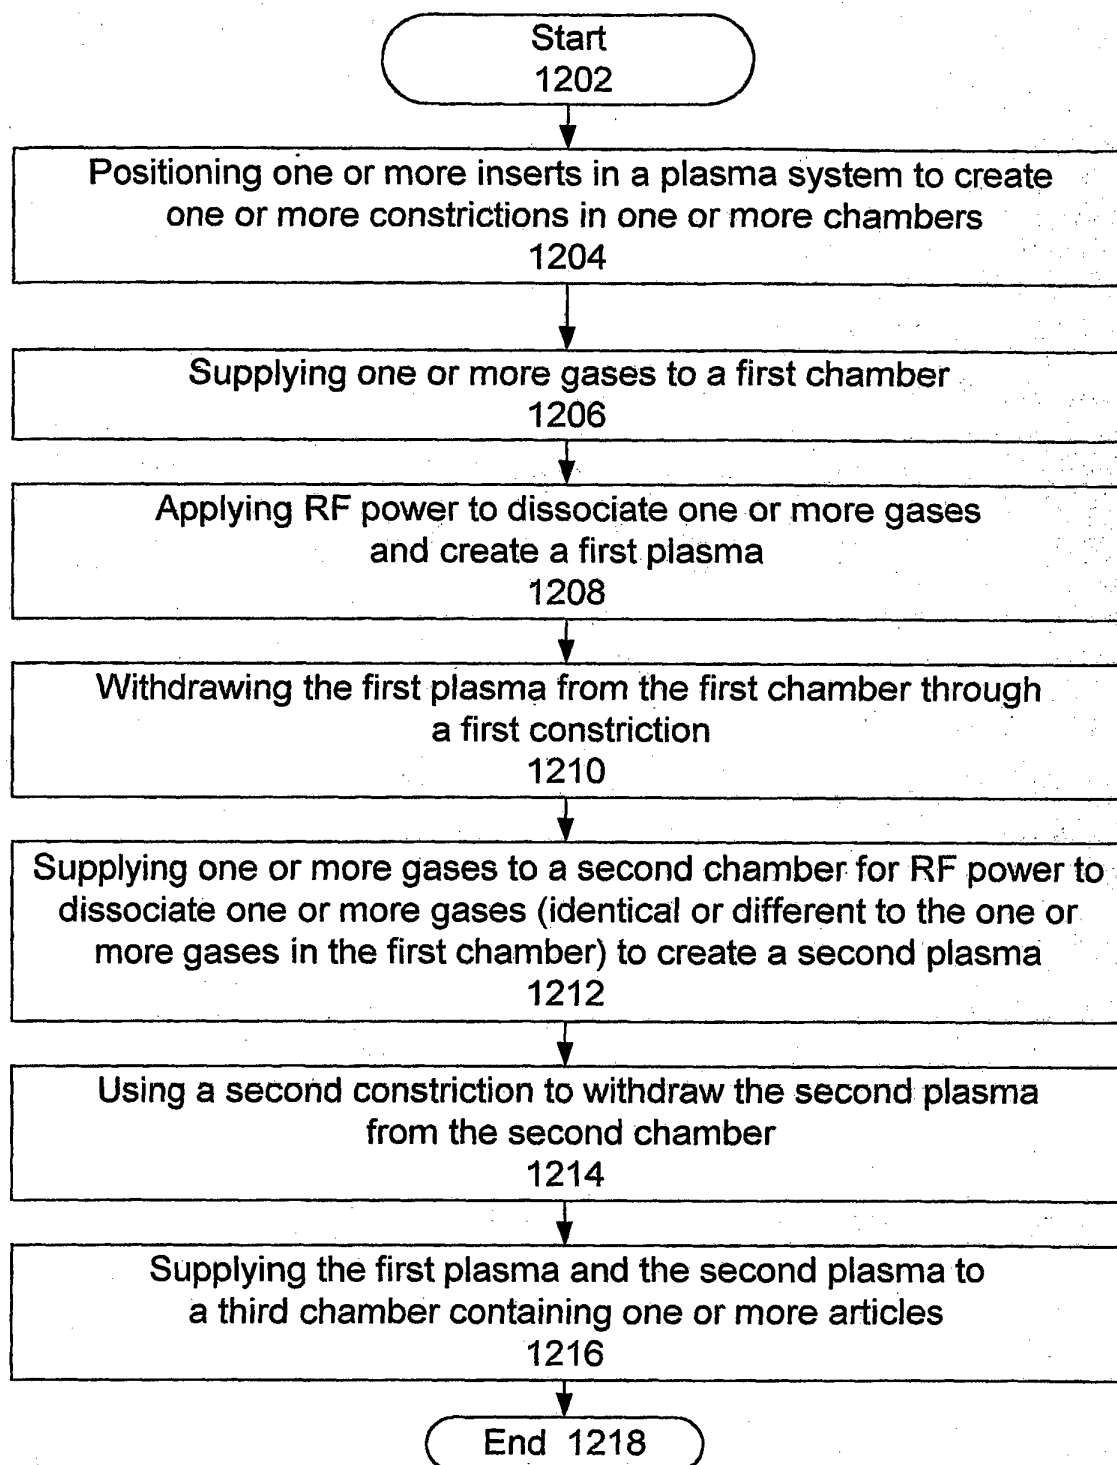 Start
1202
Positioning one or more inserts in a plasma system to create
one or more constrictions in one or more chambers
1204
Supplying one or more gases to a first chamber
1206
Applying RF power to dissociate one or more gases
and create a first plasma
1208
Withdrawing the first plasma from the first chamber through
a first constriction
1210
Supplying one or more gases to a second chamber for RF power to
dissociate one or more gases (identical or different to the one or
more gases in the first chamber) to create a second plasma
1212
Using a second constriction to withdraw the second plasma
from the second chamber
1214
Supplying the first plasma and the second plasma to
a third chamber containing one or more articles
1216
End 1218